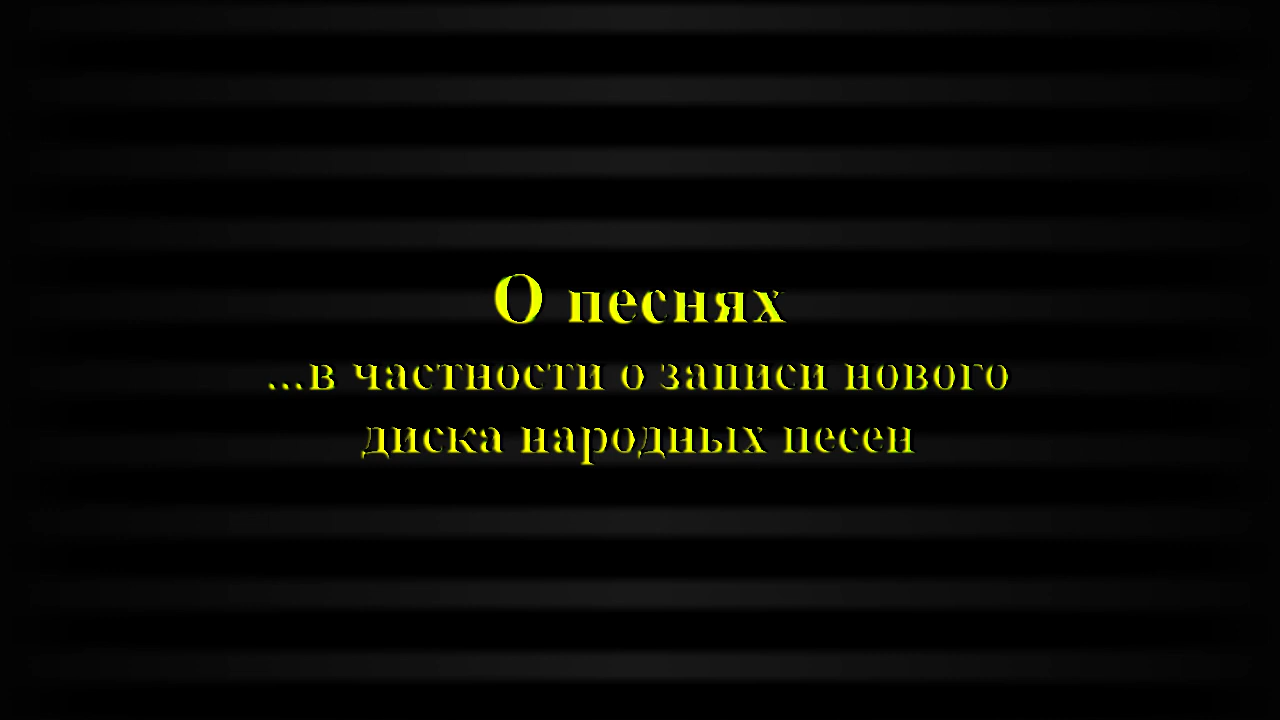 О песнях
...в частности о записи нового
диска народных песен